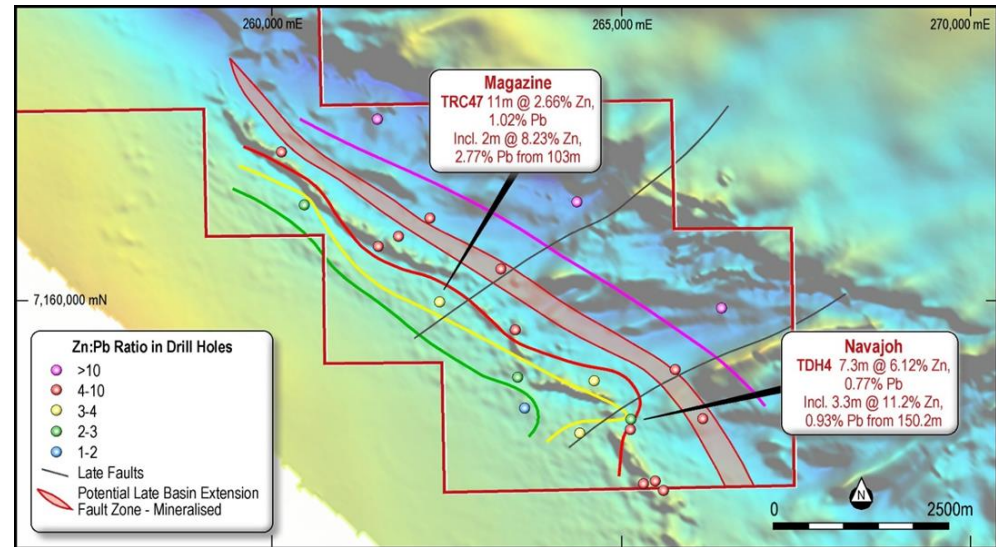 260,000 mE
265,000 mE
270,000 mE
Magazine
TRC47 11m @ 2.66% Zn,
1.02% Pb
Incl. 2m @ 8.23% Zn,
2.77% Pb from 103m
7,160,000 mN
Zn:Pb Ratio in Drill Holes
>10
4-10
3-4
2-3
1-2
Late Faults
Potential Late Basin Extension
Fault Zone - Mineralised
Navajoh
TDH4 7.3m @ 6.12% Zn,
0.77% Pb
Incl. 3.3m @ 11.2% Zn,
0.93% Pb from 150.2m
N
0 2500m